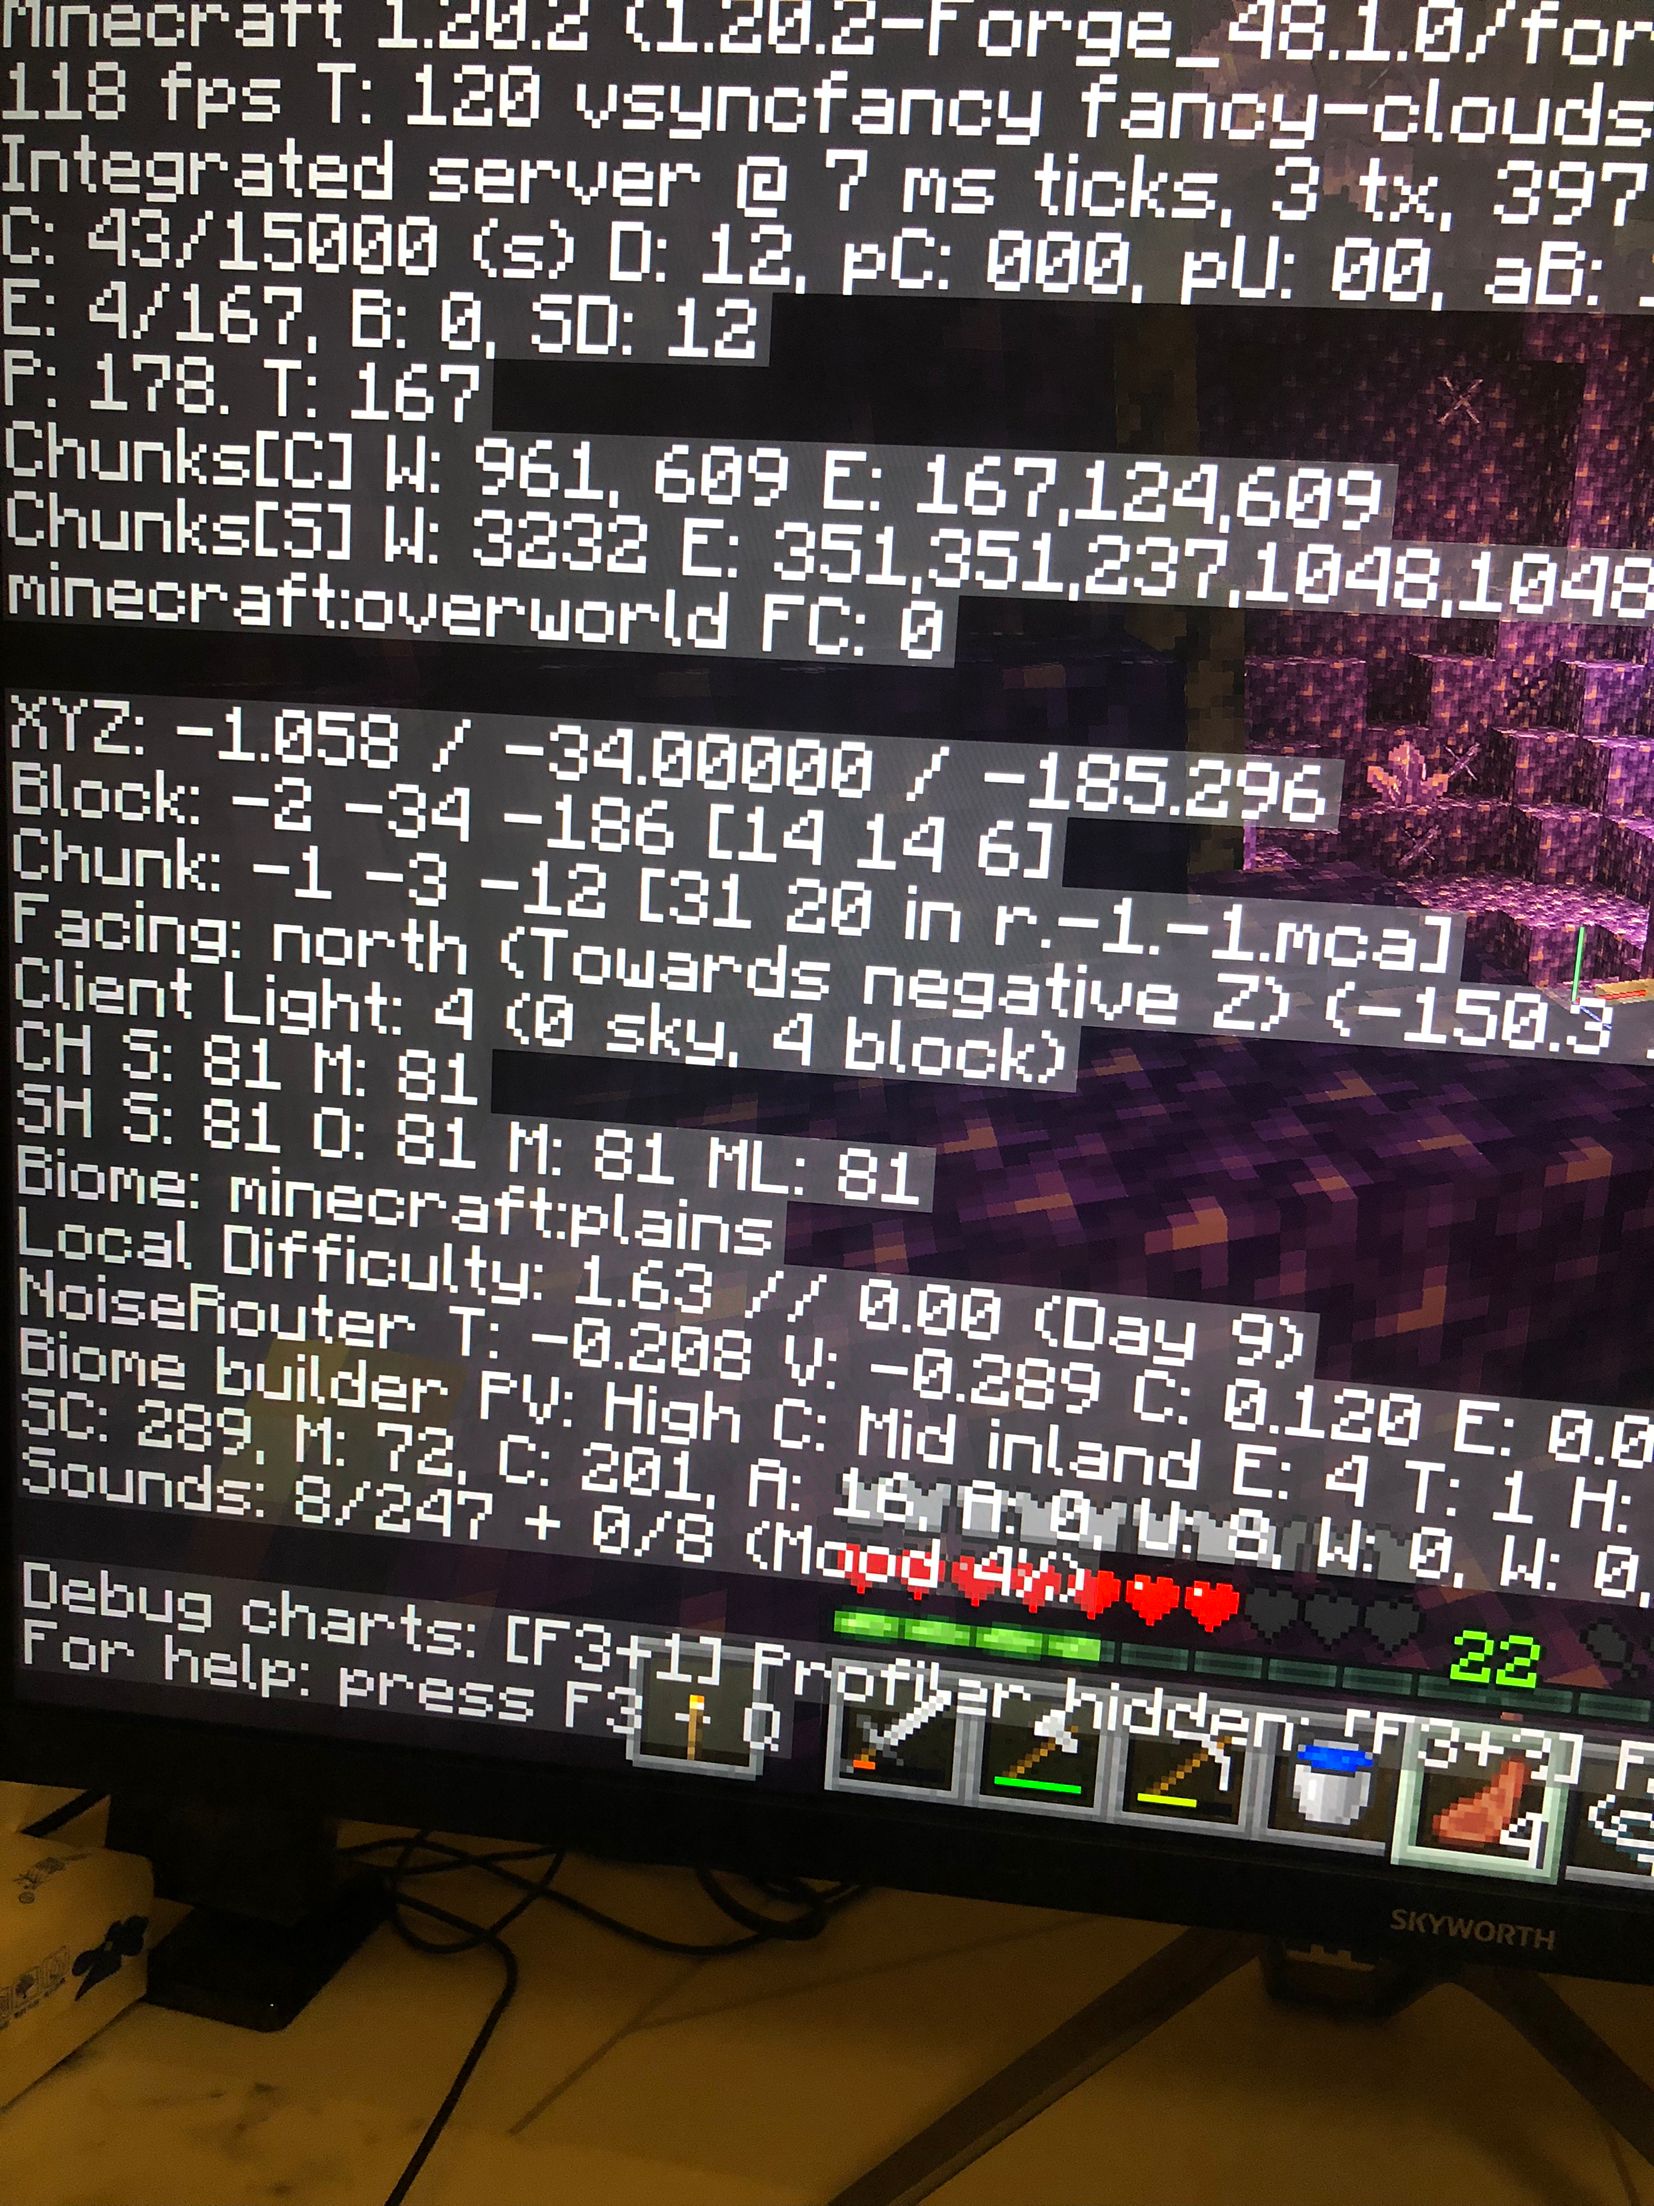 Minecraft 1.20.2 (1.20.2-Forge_48.1.0/for
118 fps T: 120 vsyncfancy fancy-clouds
Integrated server @ 7 ms ticks, 3 tx, 397
C: 43/15000 (s) D: 12, pC: 000, pU: 00, aB:
E: 4/167, B: 0, SD: 12
P: 178. T: 167
Chunks[C] W: 961, 609 E: 167,124,609
Chunks[S] W: 3232 E: 351,351,237,1048,1048
minecraft:overworld FC: 0
XYZ: -1.058 / -34.00000 / -185.296
Block: -2 -34 -186 [14 14 6]
Chunk: -1 -3 -12 [31 20 in r.-1.-1.mca]
Facing: north (Towards negative Z) (-150.3
Client Light: 4 (0 sky, 4 block)
CH S: 81 M: 81
SH S: 81 O: 81 M: 81 ML: 81
Biome: minecraft:plains
Local Difficulty: 1.63 // 0.00 (Day 9)
NoiseRouter T: -0.208 V: -0.289 C: 0.120 E: 0.0
Biome builder PV: High C: Mid inland E: 4 T: 1 H:
SC: 289, M: 72, C: 201, A: 16, A: 0, U: 8, W: 0, W: 0,
Sounds: 8/247 + 0/8 (Mood 4%)
Debug charts: [F3+1] Profiler hidden; [F3+2]
For help: press F3 + Q
22
4
SKYWORTH